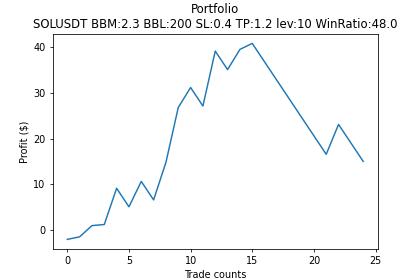 Portfolio
SOLUSDT BBM:2.3 BBL:200 SL:0.4 TP:1.2 lev:10 WinRatio:48.0
Profit ($)
40
30
20
10
0
0 5 10 15 20 25
Trade counts